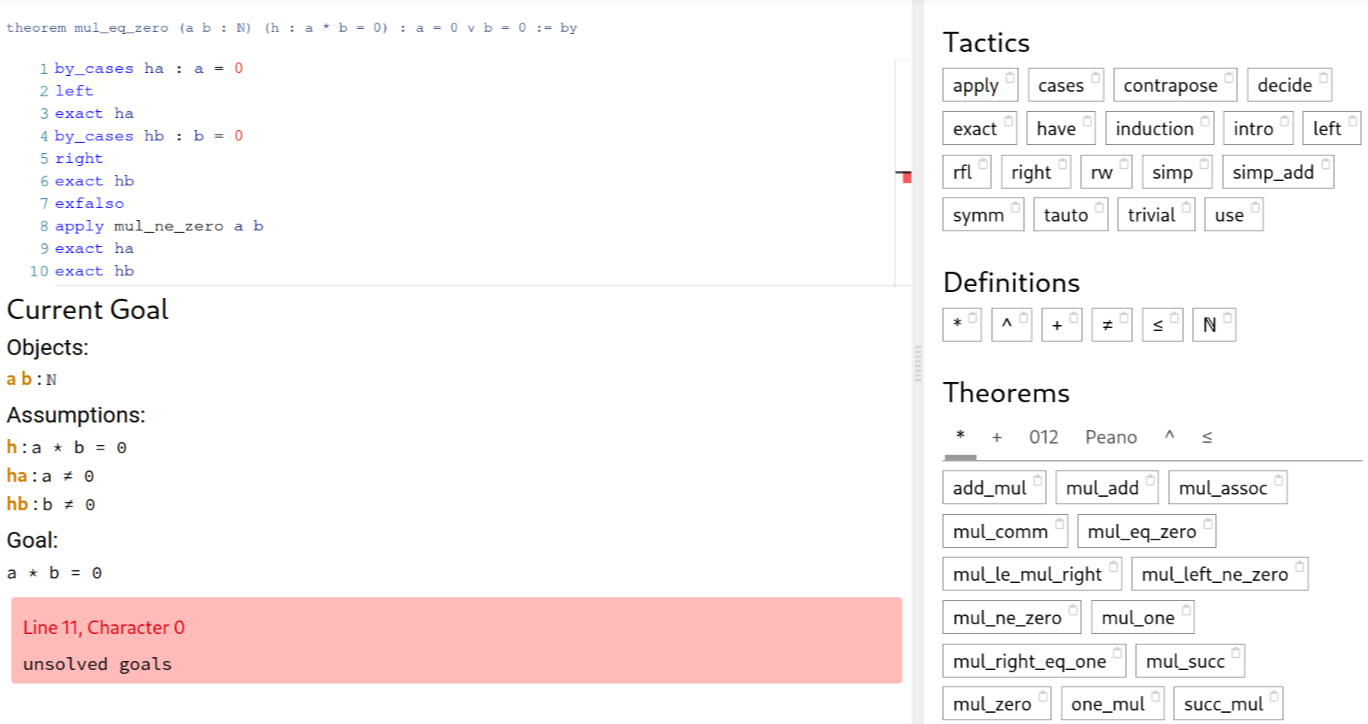 theorem mul_eq_zero (a b : ℕ) (h : a * b = 0) : a = 0 ∨ b = 0 := by
1 by_cases ha : a = 0
2 left
3 exact ha
4 by_cases hb : b = 0
5 right
6 exact hb
7 exfalso
8 apply mul_ne_zero a b
9 exact ha
10 exact hb
Current Goal
Objects:
a b : ℕ
Assumptions:
h : a * b = 0
ha : a ≠ 0
hb : b ≠ 0
Goal:
a * b = 0
Line 11, Character 0
unsolved goals
Tactics
apply cases contrapose decide
exact have induction intro left
rfl right rw simp simp_add
symm tauto trivial use
Definitions
* ^ + ≠ ≤ ℕ
Theorems
* + 012 Peano ^ ≤
add_mul mul_add mul_assoc
mul_comm mul_eq_zero
mul_le_mul_right mul_left_ne_zero
mul_ne_zero mul_one
mul_right_eq_one mul_succ
mul_zero one_mul succ_mul